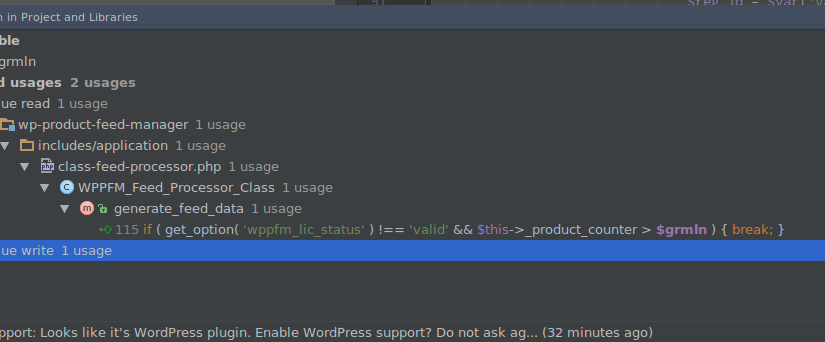 n in Project and Libraries
ble
grmln
d usages 2 usages
ue read 1 usage
wp-product-feed-manager 1 usage
includes/application 1 usage
php class-feed-processor.php 1 usage
C WPPFM_Feed_Processor_Class 1 usage
m generate_feed_data 1 usage
115 if ( get_option( 'wppfm_lic_status' ) !== 'valid' && $this->_product_counter > $grmln ) { break; }
ue write 1 usage
pport: Looks like it's WordPress plugin. Enable WordPress support? Do not ask ag... (32 minutes ago)